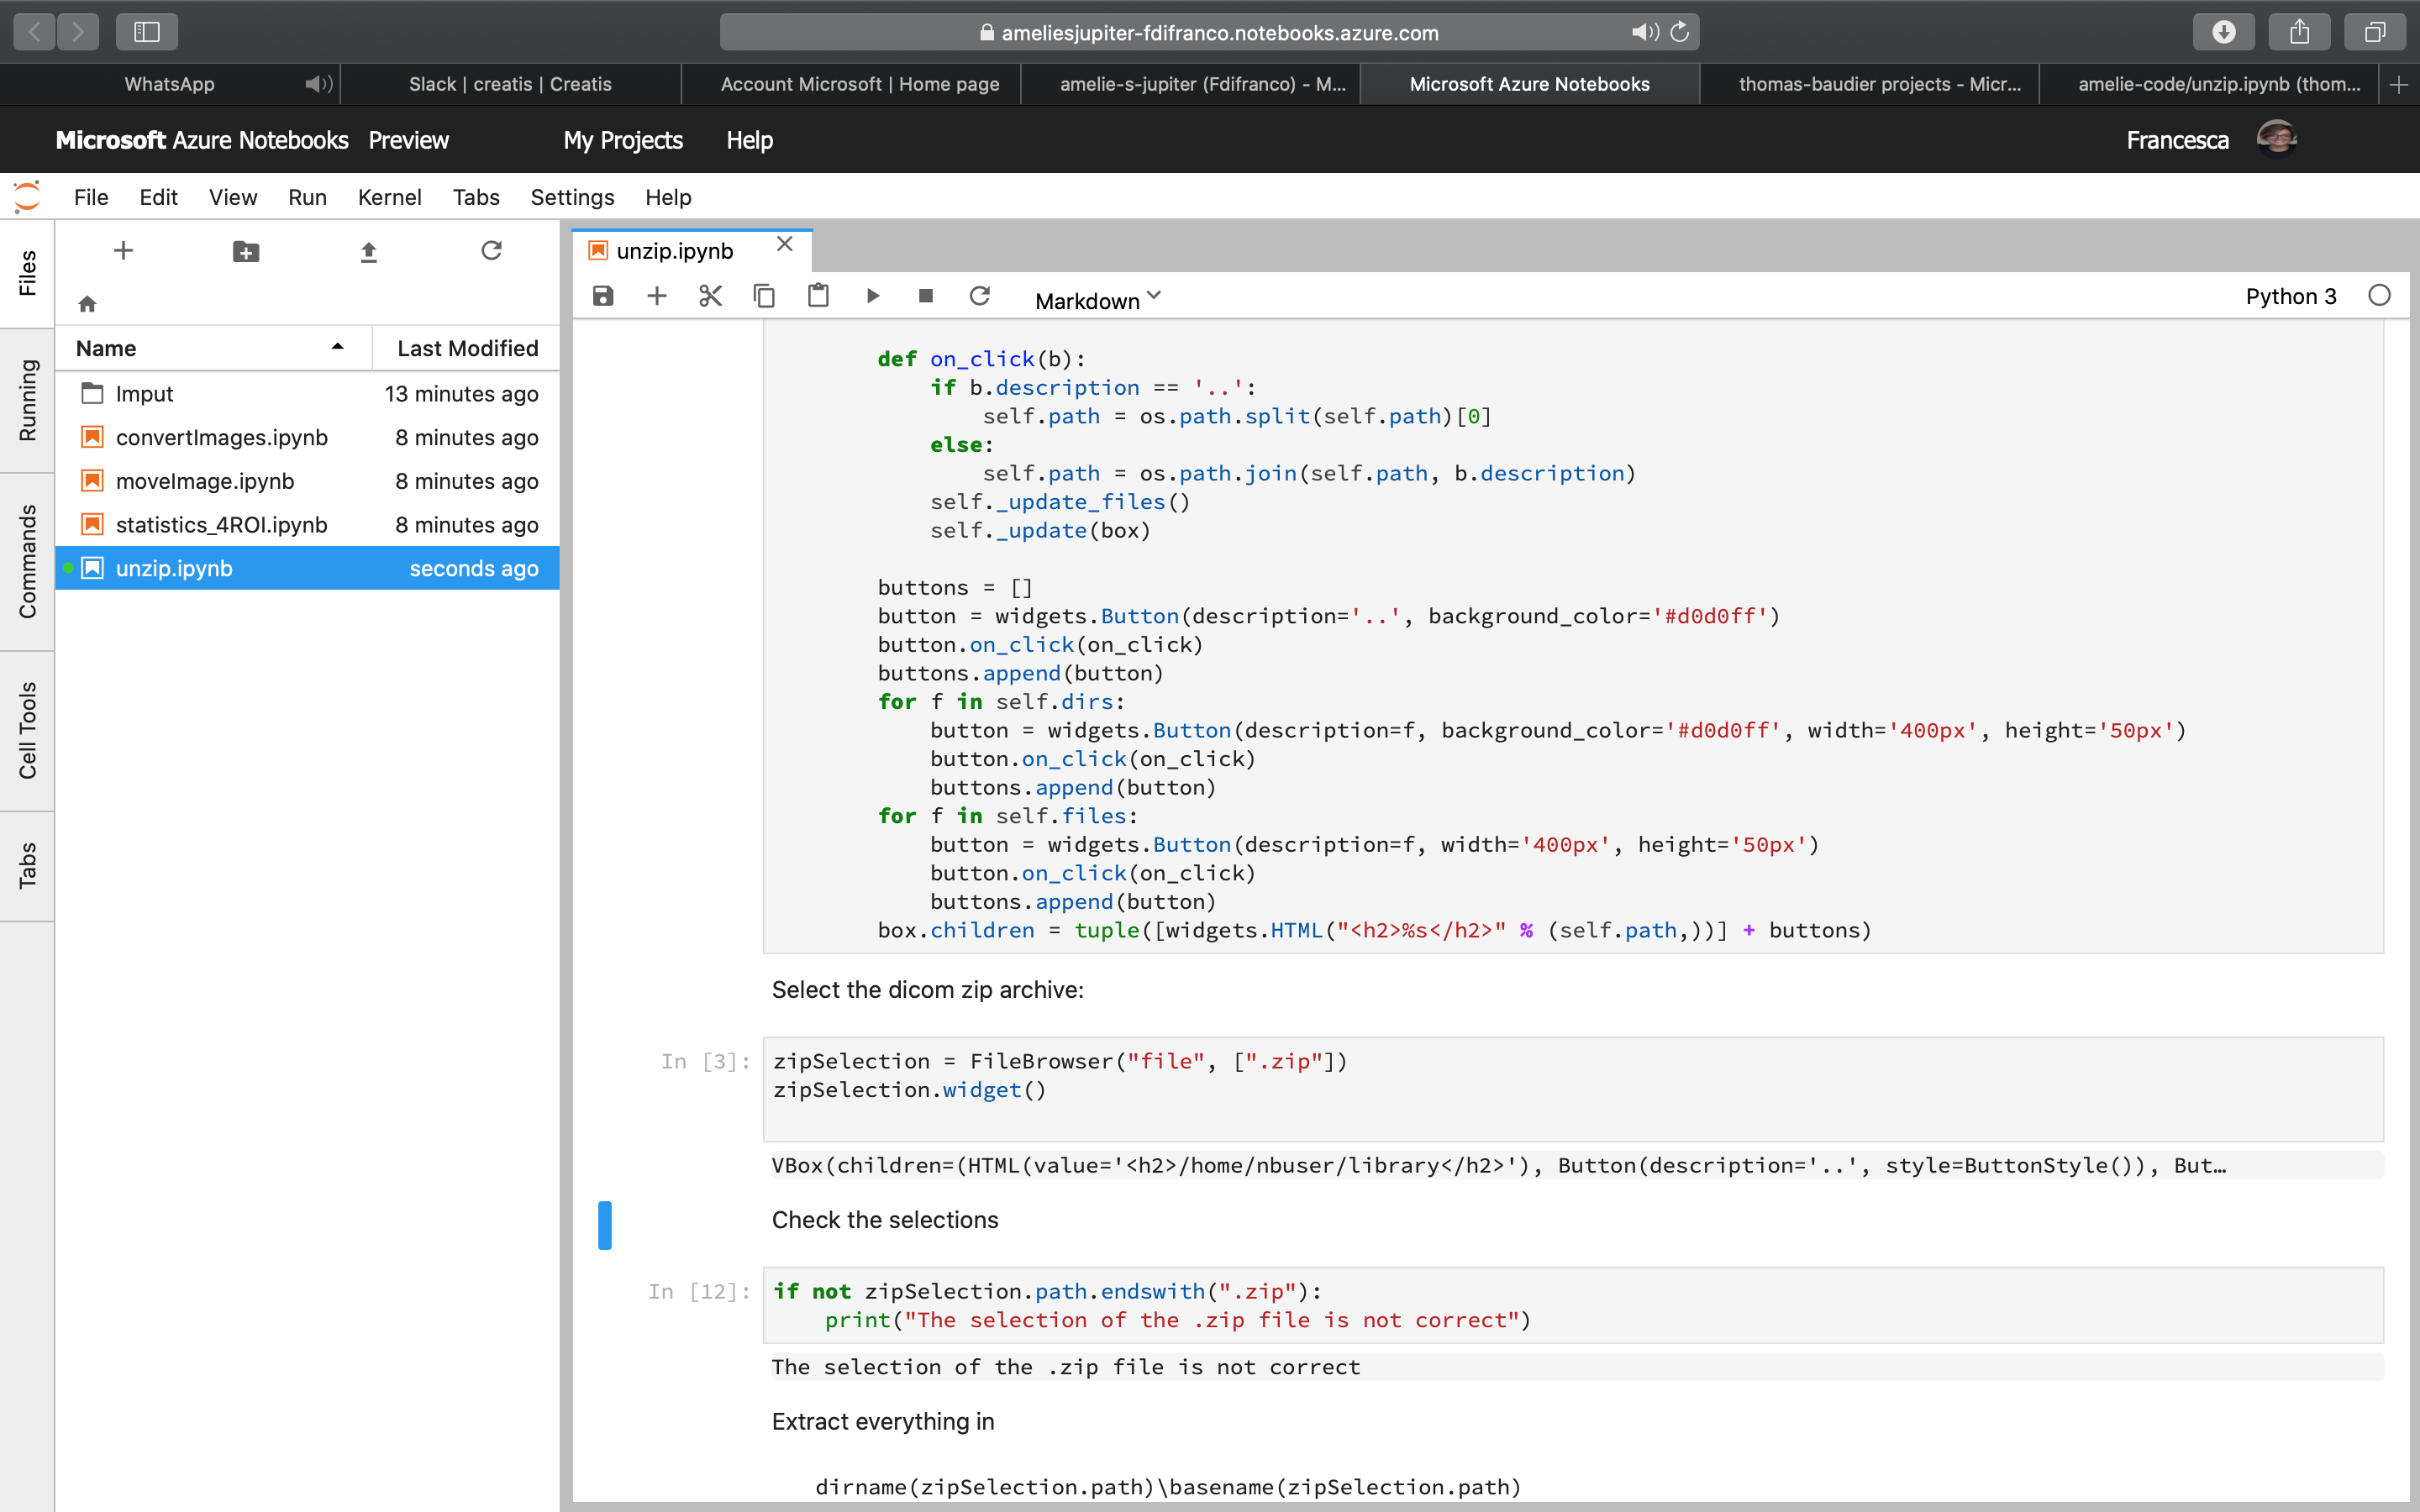 ameliesjupiter-fdifranco.notebooks.azure.com
WhatsApp
Slack | creatis | Creatis
Account Microsoft | Home page
amelie-s-jupiter (Fdifranco) - M...
Microsoft Azure Notebooks
thomas-baudier projects - Micr...
amelie-code/unzip.ipynb (thom...
Microsoft Azure Notebooks Preview
My Projects
Help
Francesca
File Edit View Run Kernel Tabs Settings Help
Files
Running
Commands
Cell Tools
Tabs
Name Last Modified
Imput 13 minutes ago
convertImages.ipynb 8 minutes ago
moveImage.ipynb 8 minutes ago
statistics_4ROI.ipynb 8 minutes ago
unzip.ipynb seconds ago
unzip.ipynb
Markdown
Python 3
def on_click(b):
if b.description == '..':
self.path = os.path.split(self.path)[0]
else:
self.path = os.path.join(self.path, b.description)
self._update_files()
self._update(box)
buttons = []
button = widgets.Button(description='..', background_color='#d0d0ff')
button.on_click(on_click)
buttons.append(button)
for f in self.dirs:
button = widgets.Button(description=f, background_color='#d0d0ff', width='400px', height='50px')
button.on_click(on_click)
buttons.append(button)
for f in self.files:
button = widgets.Button(description=f, width='400px', height='50px')
button.on_click(on_click)
buttons.append(button)
box.children = tuple([widgets.HTML("<h2>%s</h2>" % (self.path,))] + buttons)
Select the dicom zip archive:
In [3]: zipSelection = FileBrowser("file", [".zip"])
zipSelection.widget()
VBox(children=(HTML(value='<h2>/home/nbuser/library</h2>'), Button(description='..', style=ButtonStyle()), But…
Check the selections
In [12]: if not zipSelection.path.endswith(".zip"):
print("The selection of the .zip file is not correct")
The selection of the .zip file is not correct
Extract everything in
dirname(zipSelection.path)\basename(zipSelection.path)